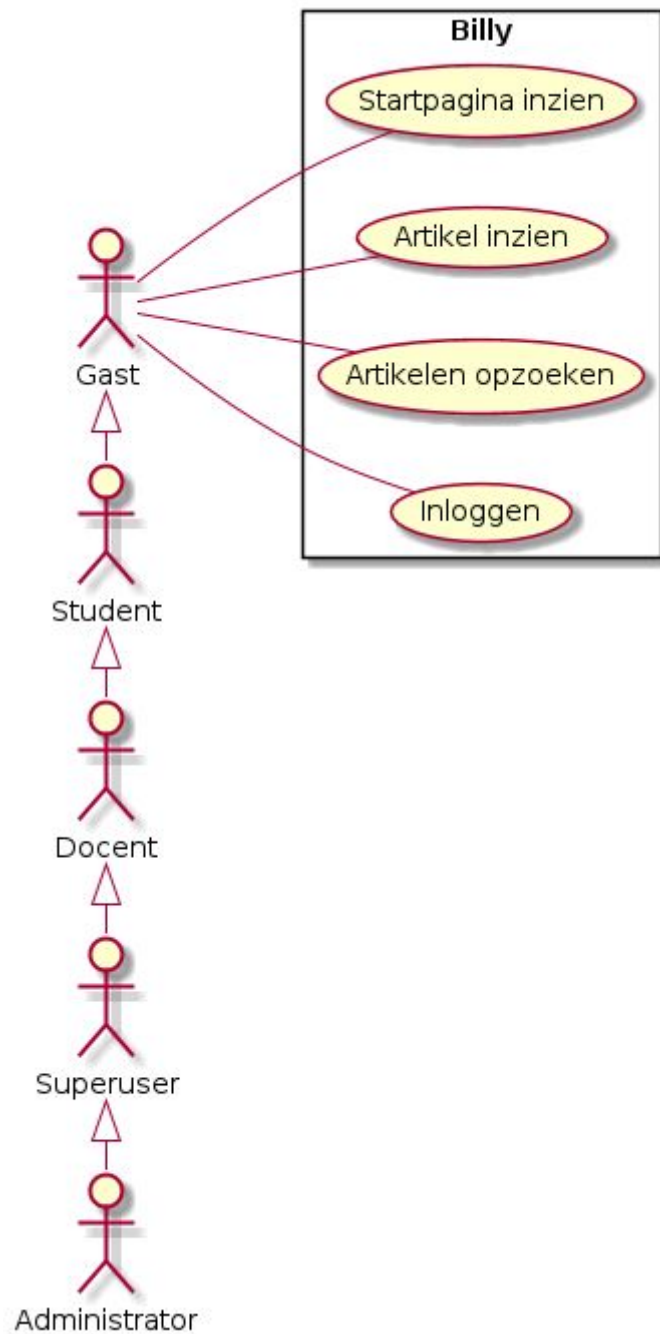 Billy
Startpagina inzien
Artikel inzien
Artikelen opzoeken
Inloggen
Gast
Student
Docent
Superuser
Administrator